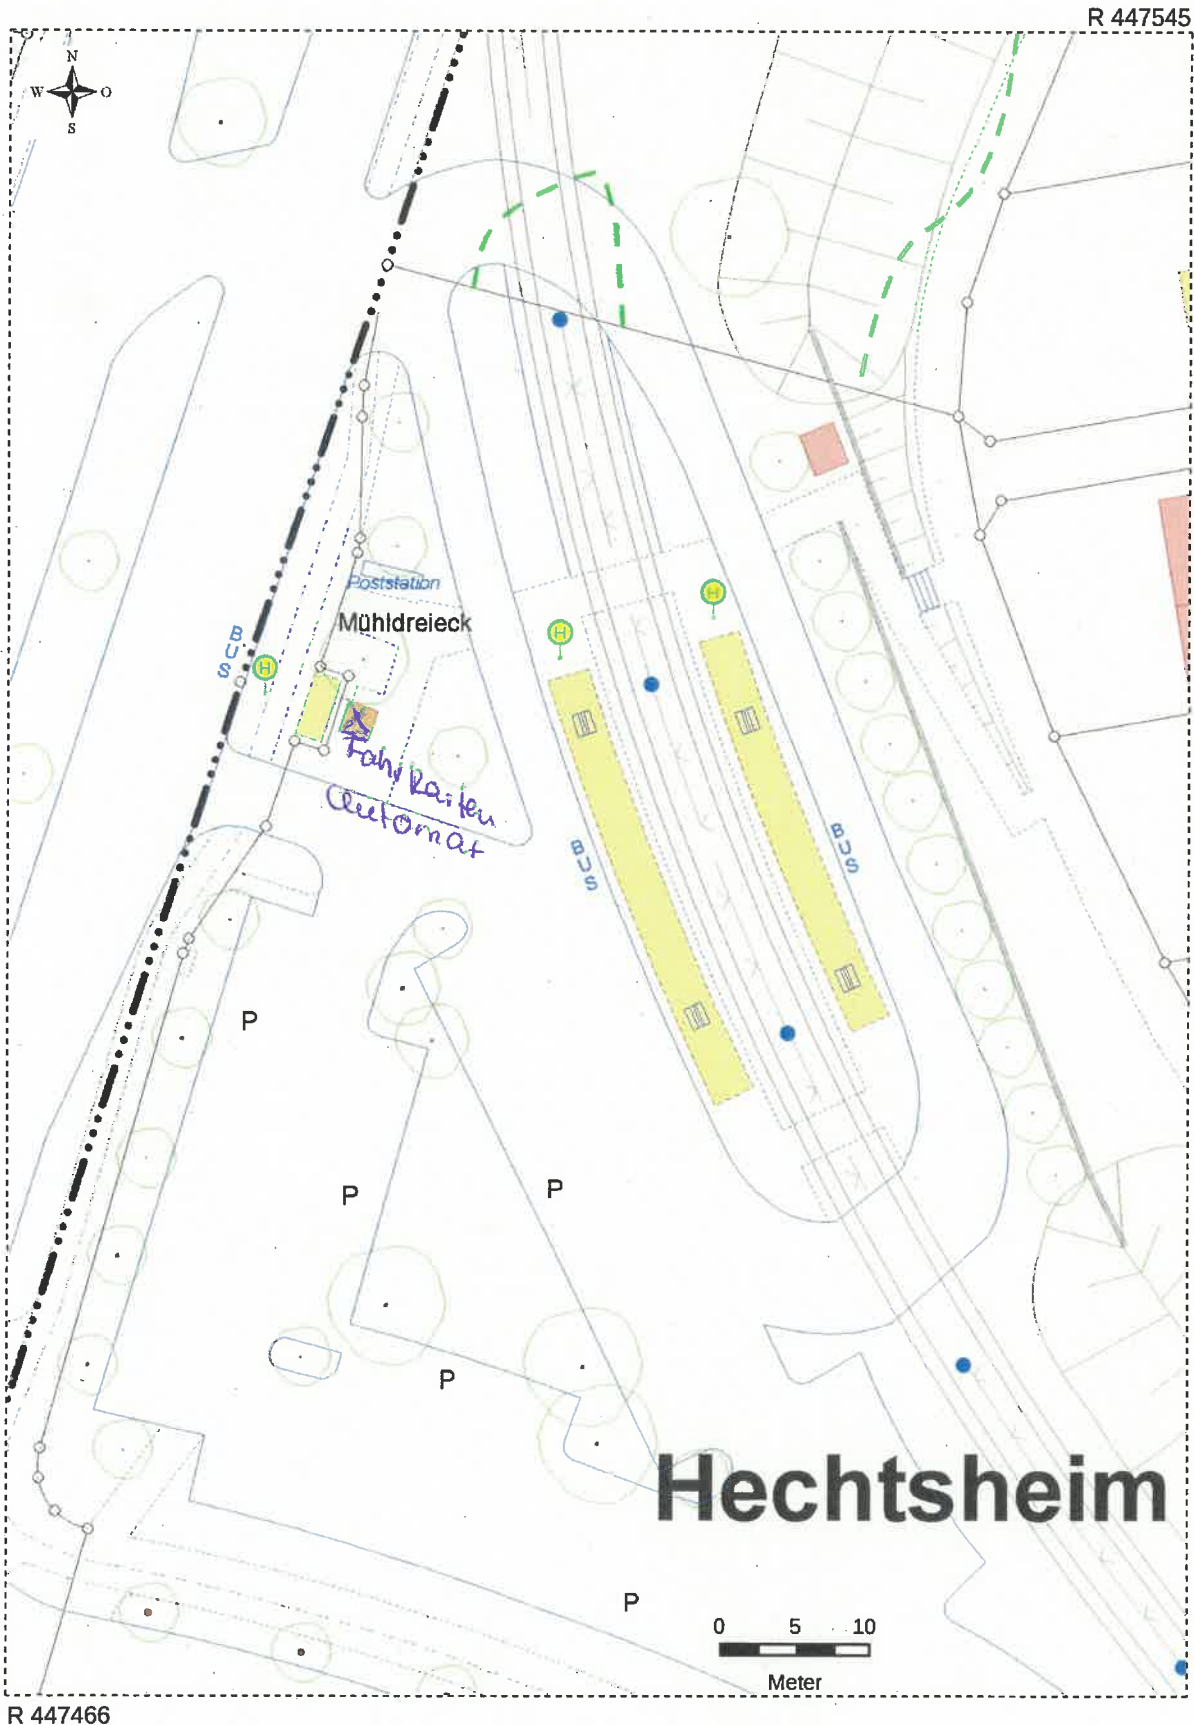 R 447545
N
W O
S
Poststation
Mühldreieck
BUS
H
H
H
Fahrkarten
Automat
BUS
BUS
P
P
P
P
Hechtsheim
P
0 5 10
Meter
R 447466